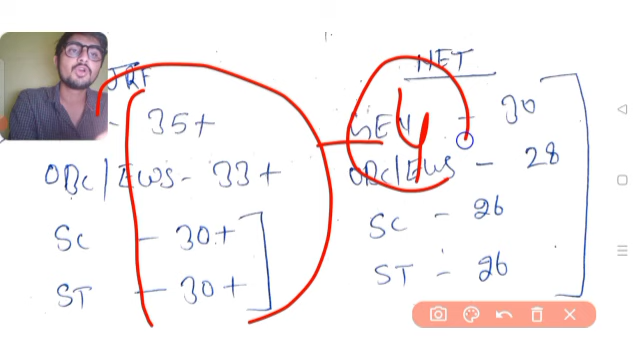 JRF
- 35+
OBC/EWS - 33+
SC - 30+
ST - 30+
NET
GEN - 30
OBC/EWS - 28
SC - 26
ST - 26
4